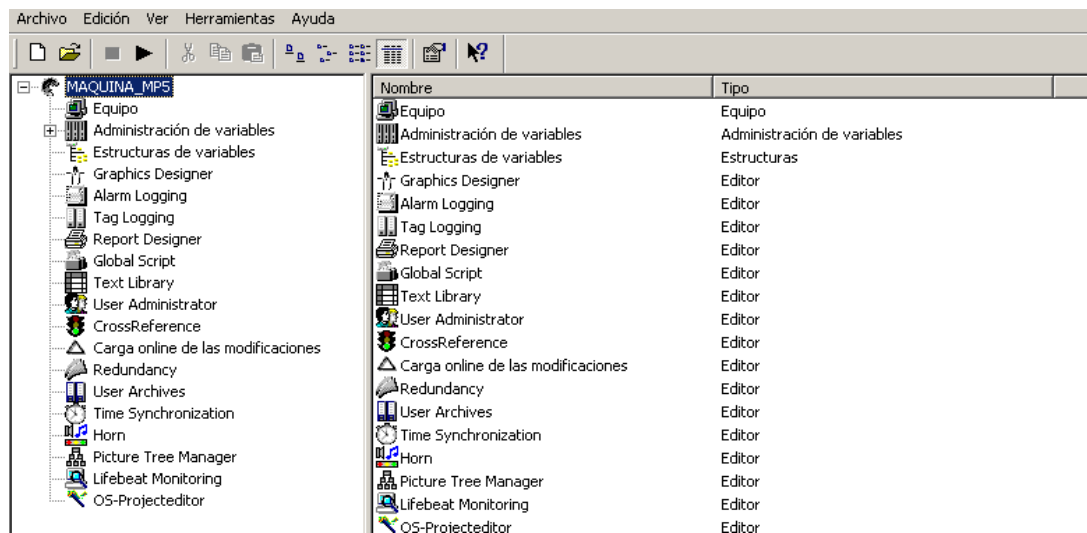 Archivo Edición Ver Herramientas Ayuda
MAQUINA_MP5
Equipo
Administración de variables
Estructuras de variables
Graphics Designer
Alarm Logging
Tag Logging
Report Designer
Global Script
Text Library
User Administrator
CrossReference
Carga online de las modificaciones
Redundancy
User Archives
Time Synchronization
Horn
Picture Tree Manager
Lifebeat Monitoring
OS-Projecteditor
Nombre Tipo
Equipo Equipo
Administración de variables Administración de variables
Estructuras de variables Estructuras
Graphics Designer Editor
Alarm Logging Editor
Tag Logging Editor
Report Designer Editor
Global Script Editor
Text Library Editor
User Administrator Editor
CrossReference Editor
Carga online de las modificaciones Editor
Redundancy Editor
User Archives Editor
Time Synchronization Editor
Horn Editor
Picture Tree Manager Editor
Lifebeat Monitoring Editor
OS-Projecteditor Editor